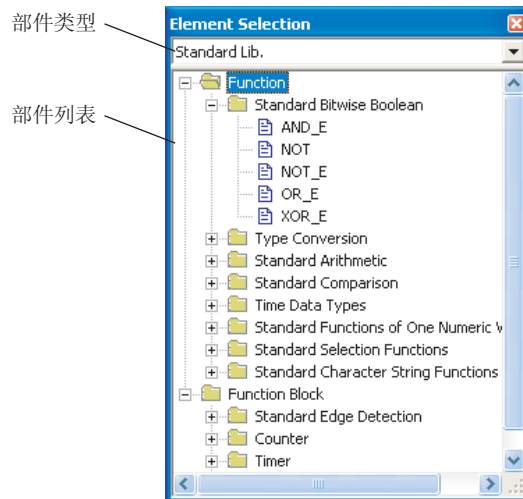 部件类型
部件列表
Element Selection
Standard Lib.
Function
Standard Bitwise Boolean
AND_E
NOT
NOT_E
OR_E
XOR_E
Type Conversion
Standard Arithmetic
Standard Comparison
Time Data Types
Standard Functions of One Numeric
Standard Selection Functions
Standard Character String Functions
Function Block
Standard Edge Detection
Counter
Timer